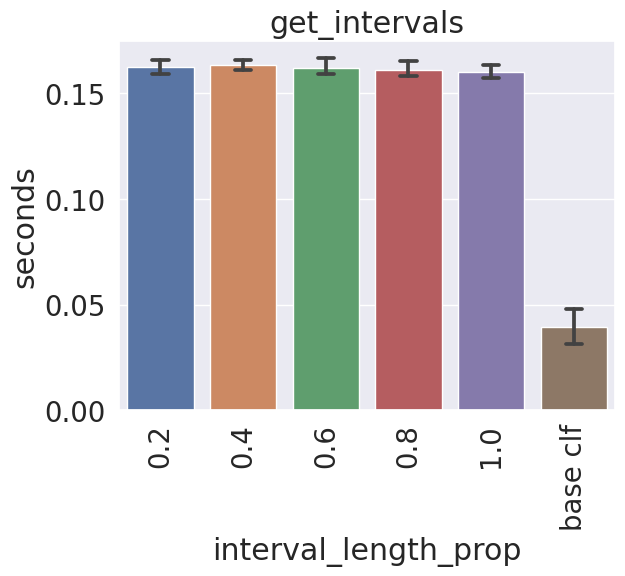 get_intervals
seconds
0.15
0.10
0.05
0.00
0.2
0.4
0.6
0.8
1.0
base clf
interval_length_prop